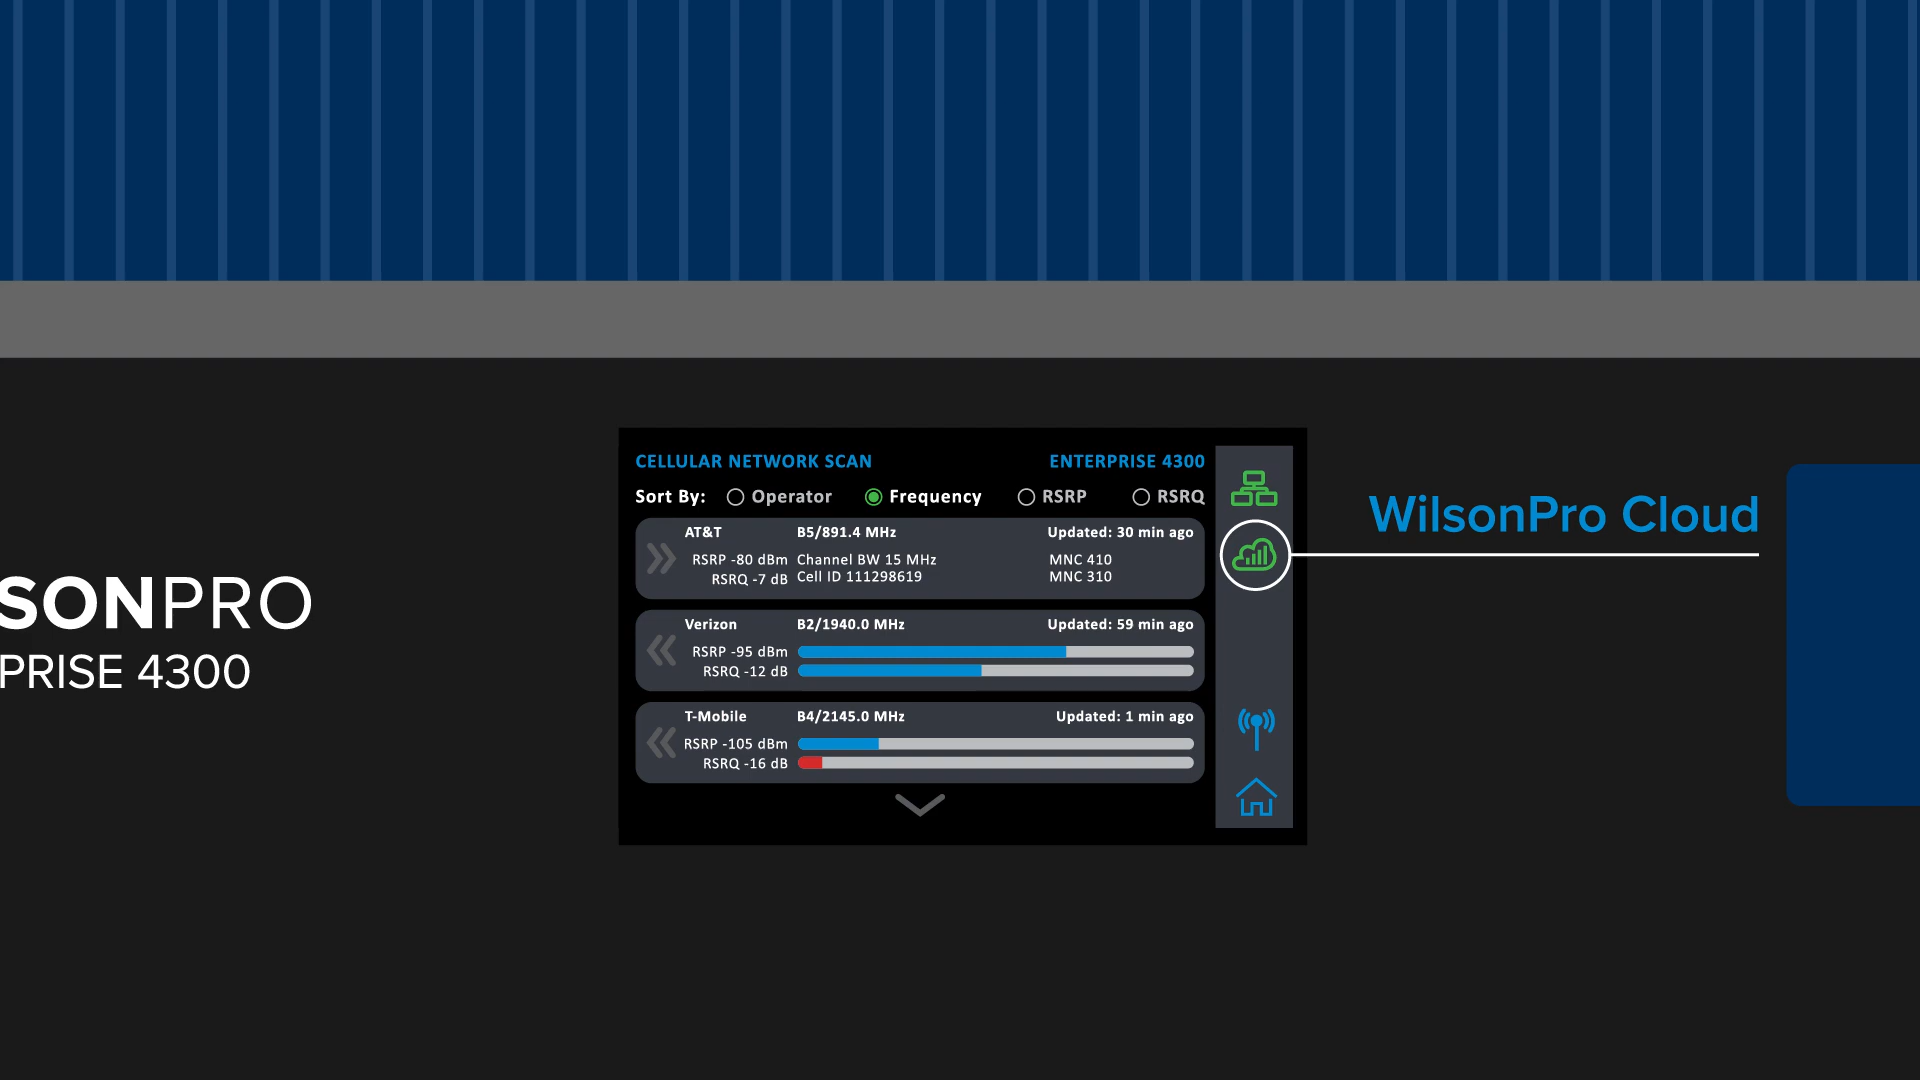 CELLULAR NETWORK SCAN ENTERPRISE 4300
Sort By: Operator Frequency RSRP RSRQ
AT&T B5/891.4 MHz Updated: 30 min ago
RSRP -80 dBm Channel BW 15 MHz MNC 410
RSRQ -7 dB Cell ID 111298619 MNC 310
Verizon B2/1940.0 MHz Updated: 59 min ago
RSRP -95 dBm
RSRQ -12 dB
T-Mobile B4/2145.0 MHz Updated: 1 min ago
RSRP -105 dBm
RSRQ -16 dB
WilsonPro Cloud
SONPRO
PRISE 4300